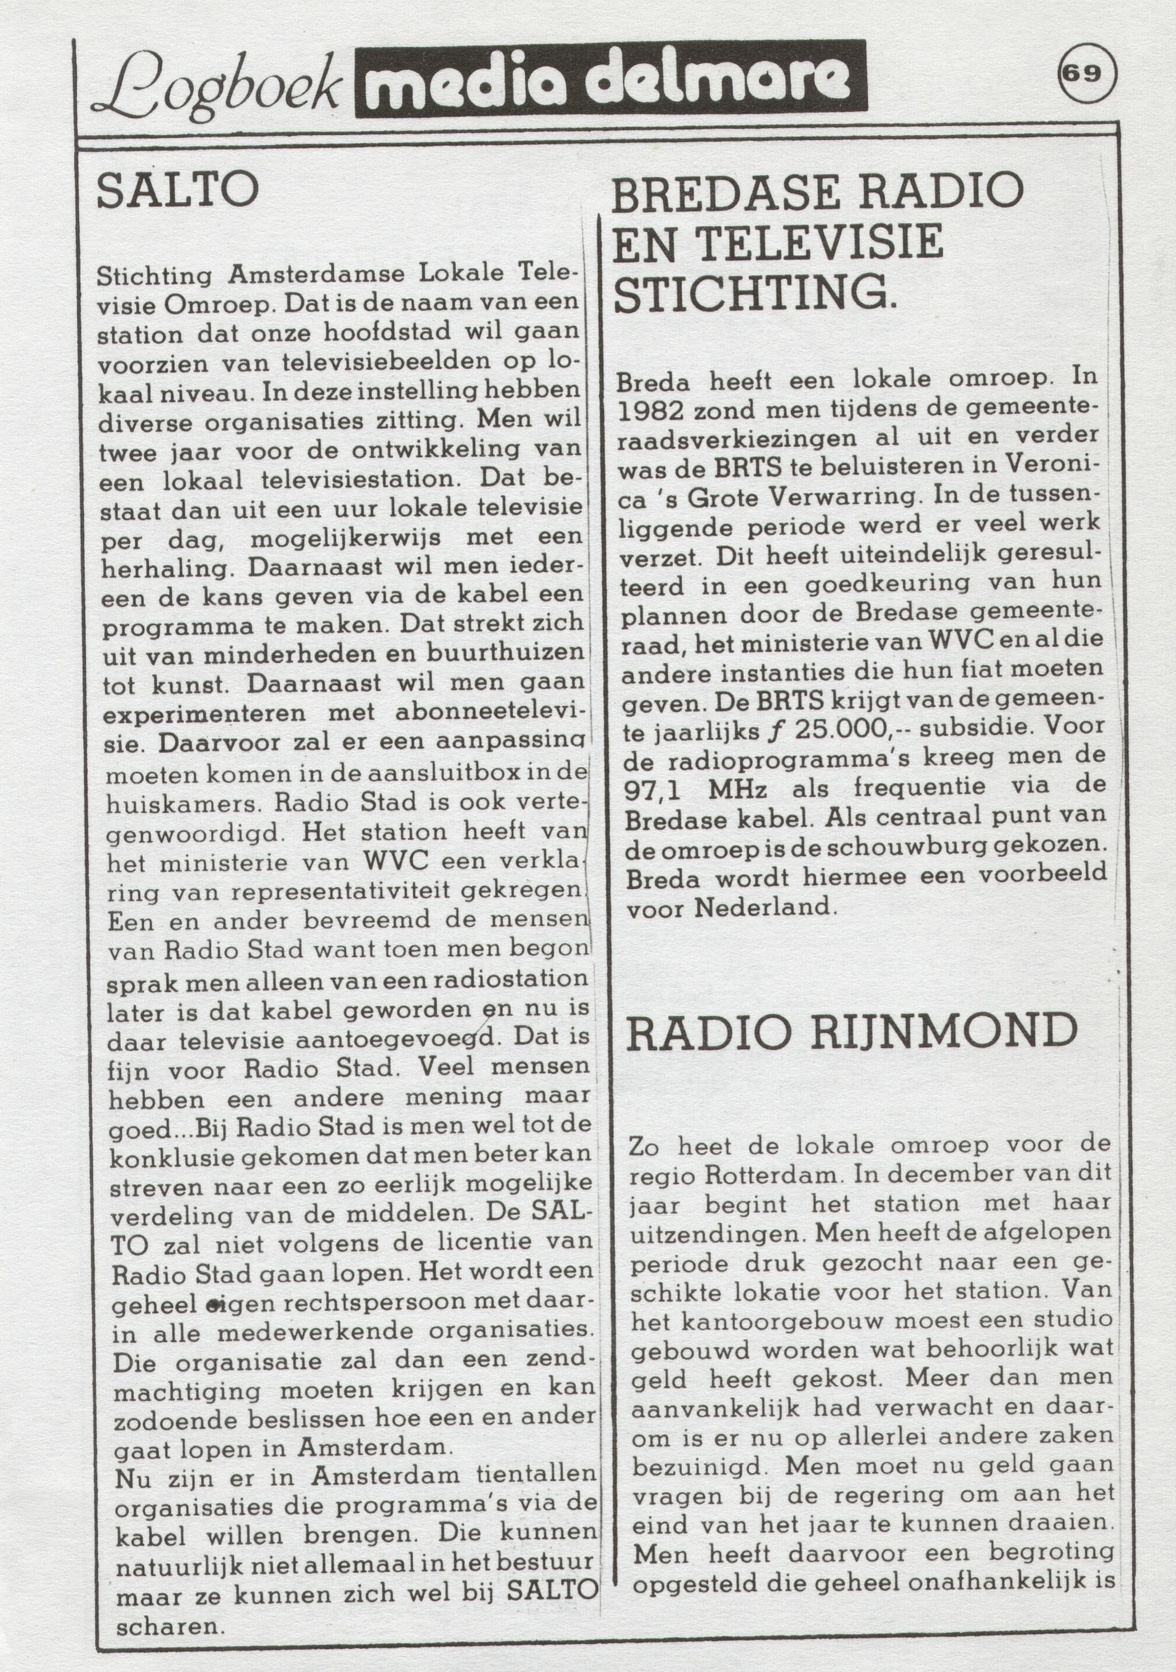 Logboek media delmare
69
SALTO
Stichting Amsterdamse Lokale Tele-
visie Omroep. Dat is de naam van een
station dat onze hoofdstad wil gaan
voorzien van televisiebeelden op lo-
kaal niveau. In deze instelling hebben
diverse organisaties zitting. Men wil
twee jaar voor de ontwikkeling van
een lokaal televisiestation. Dat be-
staat dan uit een uur lokale televisie
per dag, mogelijkerwijs met een
herhaling. Daarnaast wil men ieder-
een de kans geven via de kabel een
programma te maken. Dat strekt zich
uit van minderheden en buurthuizen
tot kunst. Daarnaast wil men gaan
experimenteren met abonneetelevi-
sie. Daarvoor zal er een aanpassing
moeten komen in de aansluitbox in de
huiskamers. Radio Stad is ook verte-
genwoordigd. Het station heeft van
het ministerie van WVC een verkla
ring van representativiteit gekregen.
Een en ander bevreemd de mensen
van Radio Stad want toen men begon
sprak men alleen van een radiostation
later is dat kabel geworden en nu is
daar televisie aantoegevoegd. Dat is
fijn voor Radio Stad. Veel mensen
hebben een andere mening maar
goed...Bij Radio Stad is men wel tot de
konklusie gekomen dat men beter kan
streven naar een zo eerlijk mogelijke
verdeling van de middelen. De SAL-
TO zal niet volgens de licentie van
Radio Stad gaan lopen. Het wordt een
geheel eigen rechtspersoon met daar-
in alle medewerkende organisaties.
Die organisatie zal dan een zend-
machtiging moeten krijgen en kan
zodoende beslissen hoe een en ander
gaat lopen in Amsterdam.
Nu zijn er in Amsterdam tientallen
organisaties die programma's via de
kabel willen brengen. Die kunnen
natuurlijk niet allemaal in het bestuur
maar ze kunnen zich wel bij SALTO
scharen.
BREDASE RADIO
EN TELEVISIE
STICHTING.
Breda heeft een lokale omroep. In
1982 zond men tijdens de gemeente-
raadsverkiezingen al uit en verder
was de BRTS te beluisteren in Veroni-
ca 's Grote Verwarring. In de tussen-
liggende periode werd er veel werk
verzet. Dit heeft uiteindelijk geresul-
teerd in een goedkeuring van hun
plannen door de Bredase gemeente-
raad, het ministerie van WVC en al die
andere instanties die hun fiat moeten
geven. De BRTS krijgt van de gemeen-
te jaarlijks ƒ 25.000,-- subsidie. Voor
de radioprogramma's kreeg men de
97,1 MHz als frequentie via de
Bredase kabel. Als centraal punt van
de omroep is de schouwburg gekozen.
Breda wordt hiermee een voorbeeld
voor Nederland.
RADIO RIJNMOND
Zo heet de lokale omroep voor de
regio Rotterdam. In december van dit
jaar begint het station met haar
uitzendingen. Men heeft de afgelopen
periode druk gezocht naar een ge-
schikte lokatie voor het station. Van
het kantoorgebouw moest een studio
gebouwd worden wat behoorlijk wat
geld heeft gekost. Meer dan men
aanvankelijk had verwacht en daar-
om is er nu op allerlei andere zaken
bezuinigd. Men moet nu geld gaan
vragen bij de regering om aan het
eind van het jaar te kunnen draaien.
Men heeft daarvoor een begroting
opgesteld die geheel onafhankelijk is